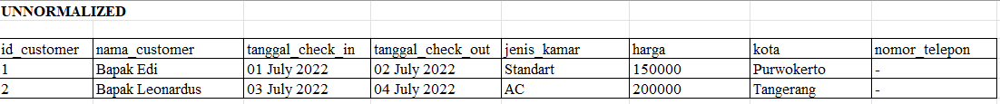 UNNORMALIZED
id_customer nama_customer tanggal_check_in tanggal_check_out jenis_kamar harga kota nomor_telepon
1 Bapak Edi 01 July 2022 02 July 2022 Standart 150000 Purwokerto -
2 Bapak Leonardus 03 July 2022 04 July 2022 AC 200000 Tangerang -